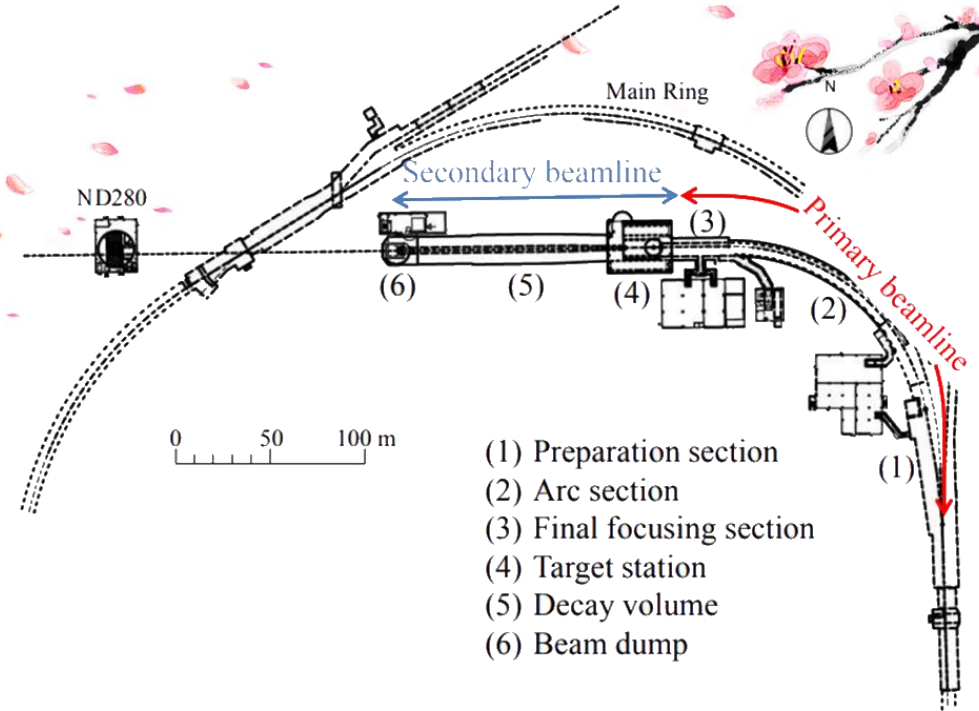 N
Main Ring
Secondary beamline
ND280
Primary beamline
(3)
(6)
(5)
(4)
(2)
(1)
0 50 100 m
(1) Preparation section
(2) Arc section
(3) Final focusing section
(4) Target station
(5) Decay volume
(6) Beam dump